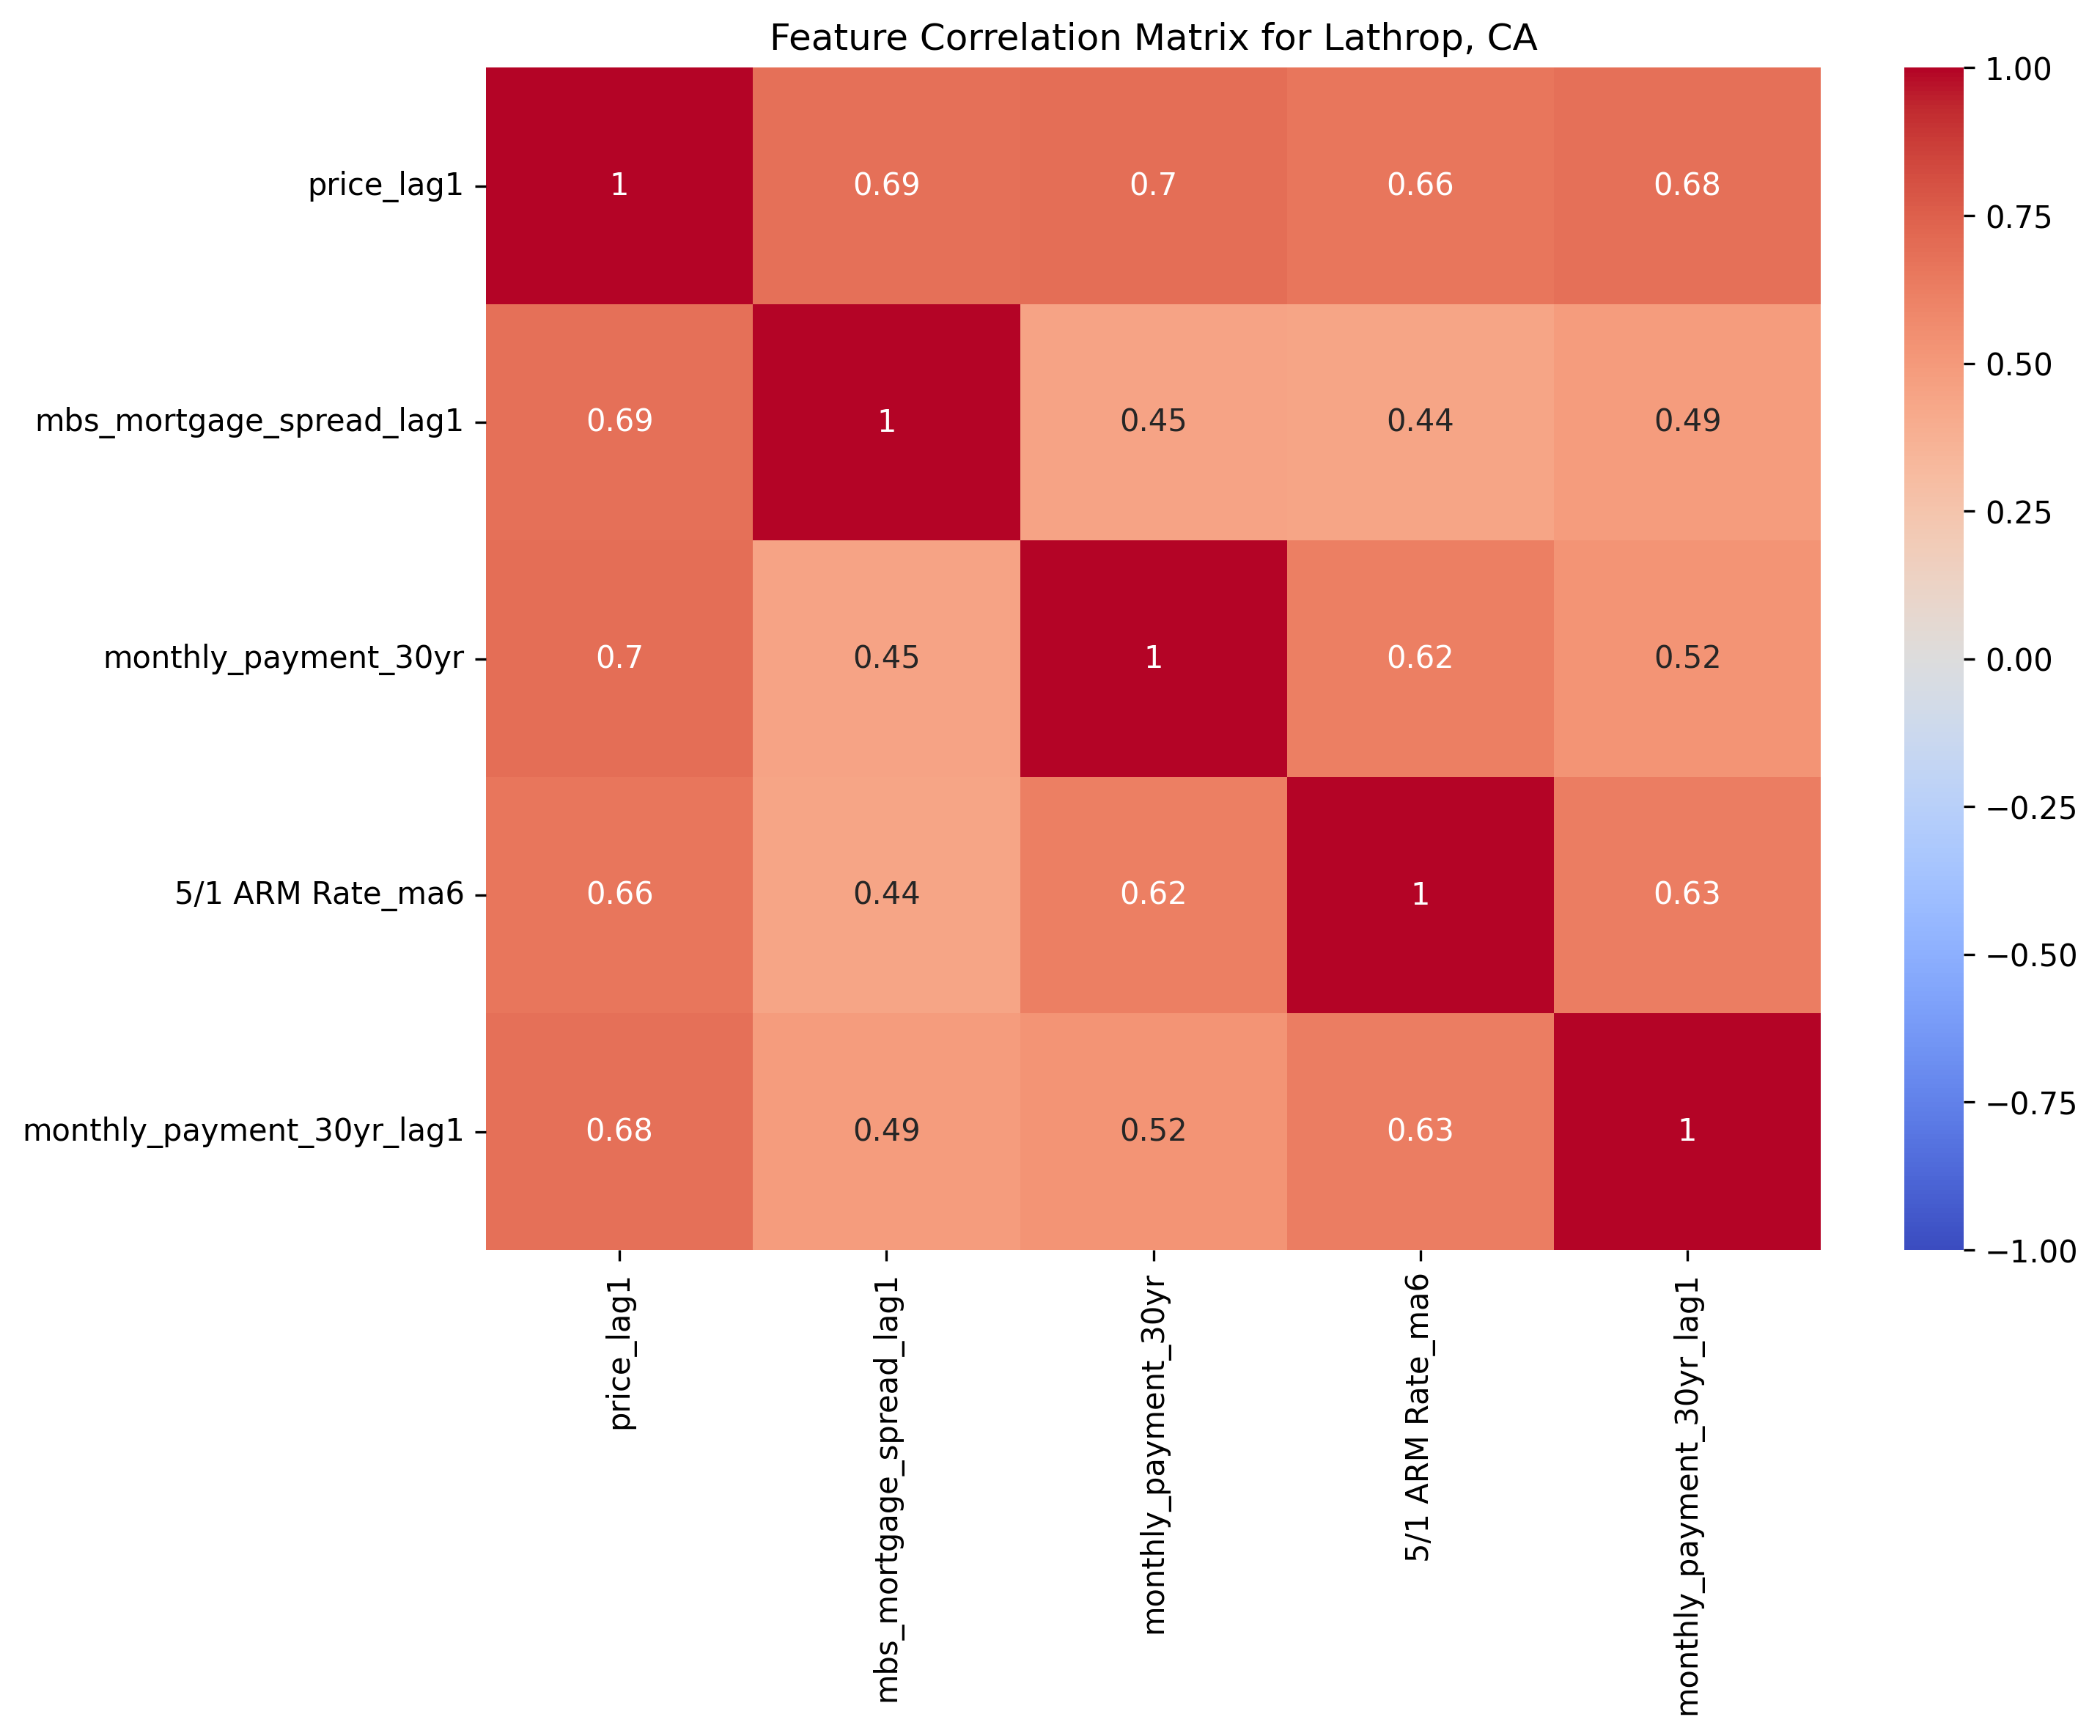 Feature Correlation Matrix for Lathrop, CA
price_lag1
1 0.69 0.7 0.66 0.68
mbs_mortgage_spread_lag1
0.69 1 0.45 0.44 0.49
monthly_payment_30yr
0.7 0.45 1 0.62 0.52
5/1 ARM Rate_ma6
0.66 0.44 0.62 1 0.63
monthly_payment_30yr_lag1
0.68 0.49 0.52 0.63 1
price_lag1
mbs_mortgage_spread_lag1
monthly_payment_30yr
5/1 ARM Rate_ma6
monthly_payment_30yr_lag1
1.00
0.75
0.50
0.25
0.00
−0.25
−0.50
−0.75
−1.00